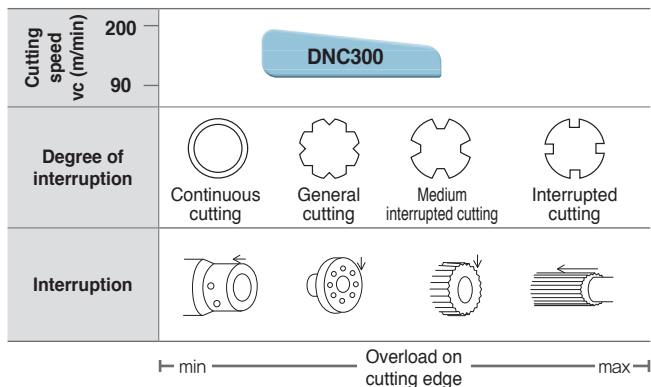 Cutting
speed
vc (m/min)
200
90
DNC300
Degree of
interruption
Continuous
cutting
General
cutting
Medium
interrupted cutting
Interrupted
cutting
Interruption
min
Overload on
cutting edge
max